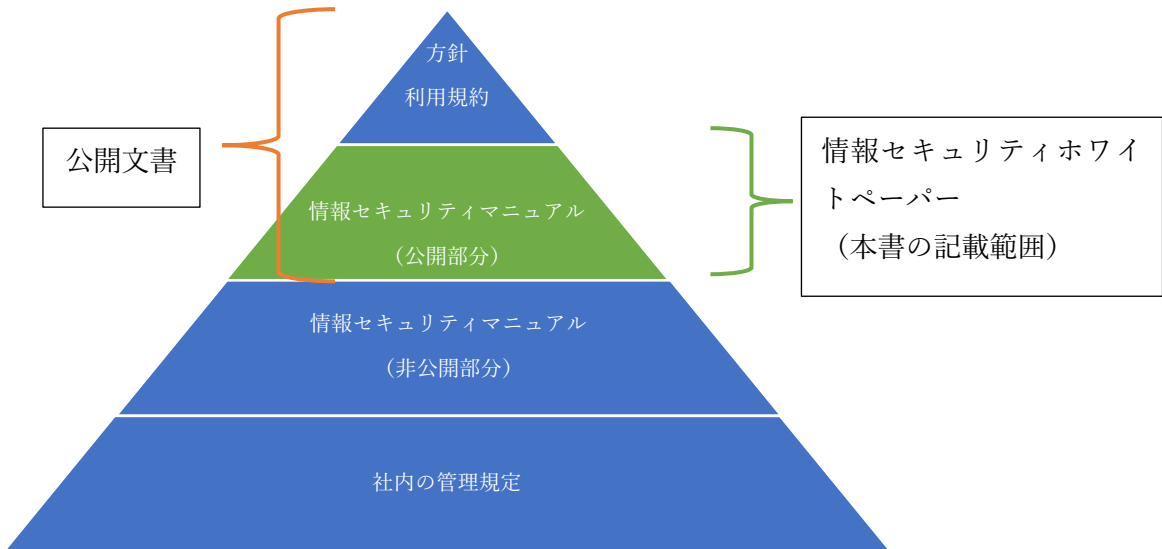 方針
利用規約
公開文書
情報セキュリティホワイ
トペーパー
（本書の記載範囲）
情報セキュリティマニュアル
（公開部分）
情報セキュリティマニュアル
（非公開部分）
社内の管理規定